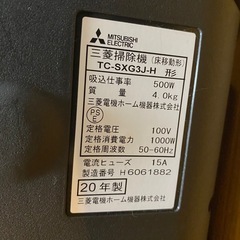 MITSUBISHI
ELECTRIC
三菱掃除機（床移動形）
TC-SXG3J-H 形
吸込仕事率 500W
質量 4.0kg
三菱電機ホーム機器株式会社
PSE
定格電圧 100V
定格消費電力 1000W
定格周波数 50-60Hz
電流ヒューズ 15A
製造番号 H6061882
20年製
三菱電機ホーム機器株式会社